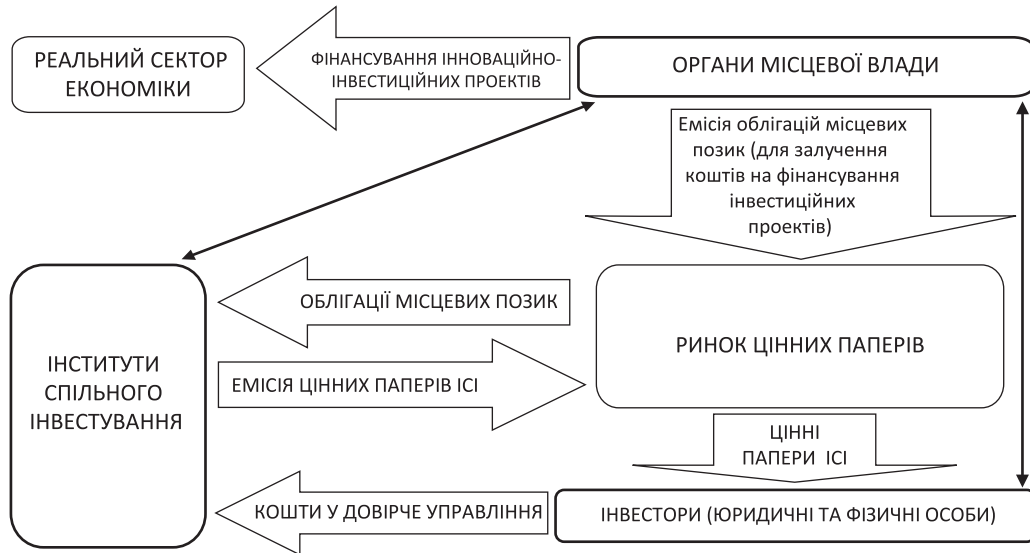 РЕАЛЬНИЙ СЕКТОР
ЕКОНОМІКИ
ФІНАНСУВАННЯ ІННОВАЦІЙНО-
ІНВЕСТИЦІЙНИХ ПРОЕКТІВ
ОРГАНИ МІСЦЕВОЇ ВЛАДИ
Емісія облігацій місцевих
позик (для залучення
коштів на фінансування
інвестиційних
проектів)
ОБЛІГАЦІЇ МІСЦЕВИХ ПОЗИК
РИНОК ЦІННИХ ПАПЕРІВ
ІНСТИТУТИ
СПІЛЬНОГО
ІНВЕСТУВАННЯ
ЕМІСІЯ ЦІННИХ ПАПЕРІВ ІСІ
ЦІННІ
ПАПЕРИ ІСІ
КОШТИ У ДОВІРЧЕ УПРАВЛІННЯ
ІНВЕСТОРИ (ЮРИДИЧНІ ТА ФІЗИЧНІ ОСОБИ)